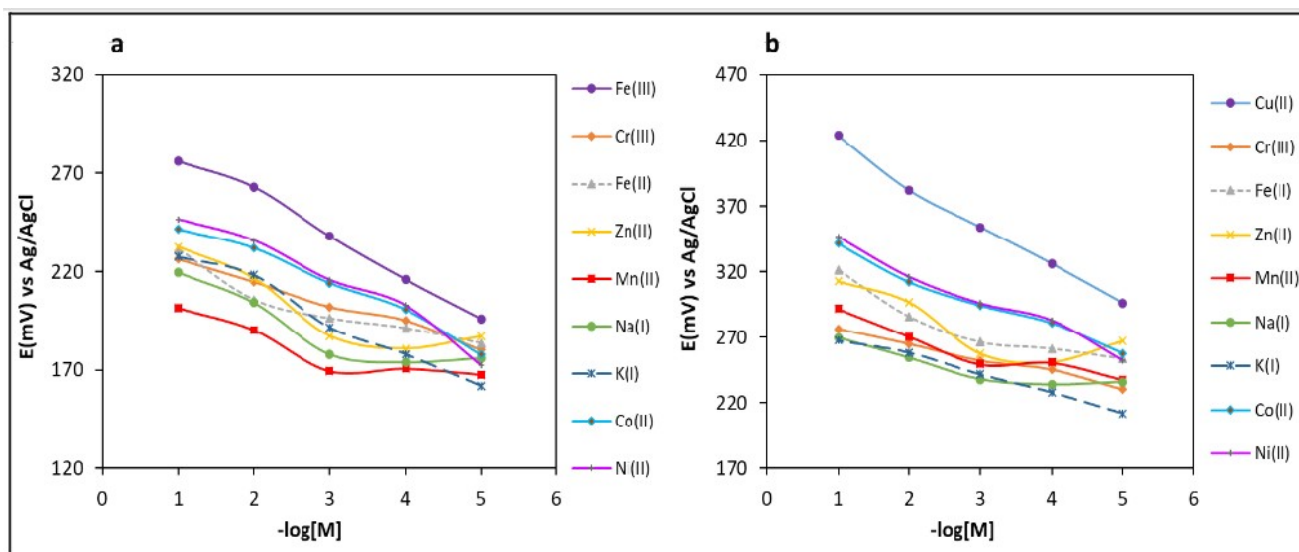 a
E(mV) vs Ag/AgCl
320
270
220
170
120
0 1 2 3 4 5 6
-log[M]
Fe(III)
Cr(III)
Fe(II)
Zn(II)
Mn(II)
Na(I)
K(I)
Co(II)
Ni(II)
b
E(mV) vs Ag/AgCl
470
420
370
320
270
220
170
0 1 2 3 4 5 6
-log[M]
Cu(II)
Cr(III)
Fe(II)
Zn(II)
Mn(II)
Na(I)
K(I)
Co(II)
Ni(II)